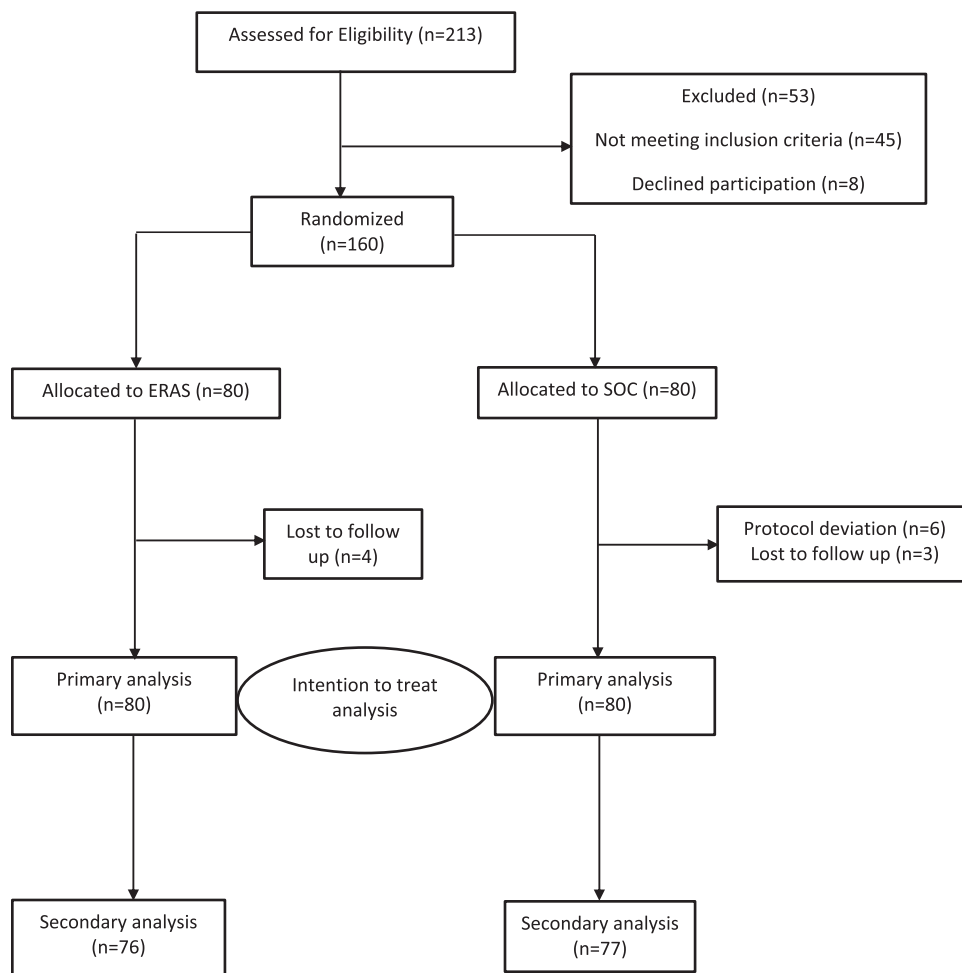 Assessed for Eligibility (n=213)
Excluded (n=53)
Not meeting inclusion criteria (n=45)
Declined participation (n=8)
Randomized
(n=160)
Allocated to ERAS (n=80)
Allocated to SOC (n=80)
Lost to follow
up (n=4)
Protocol deviation (n=6)
Lost to follow up (n=3)
Primary analysis
(n=80)
Intention to treat
analysis
Primary analysis
(n=80)
Secondary analysis
(n=76)
Secondary analysis
(n=77)